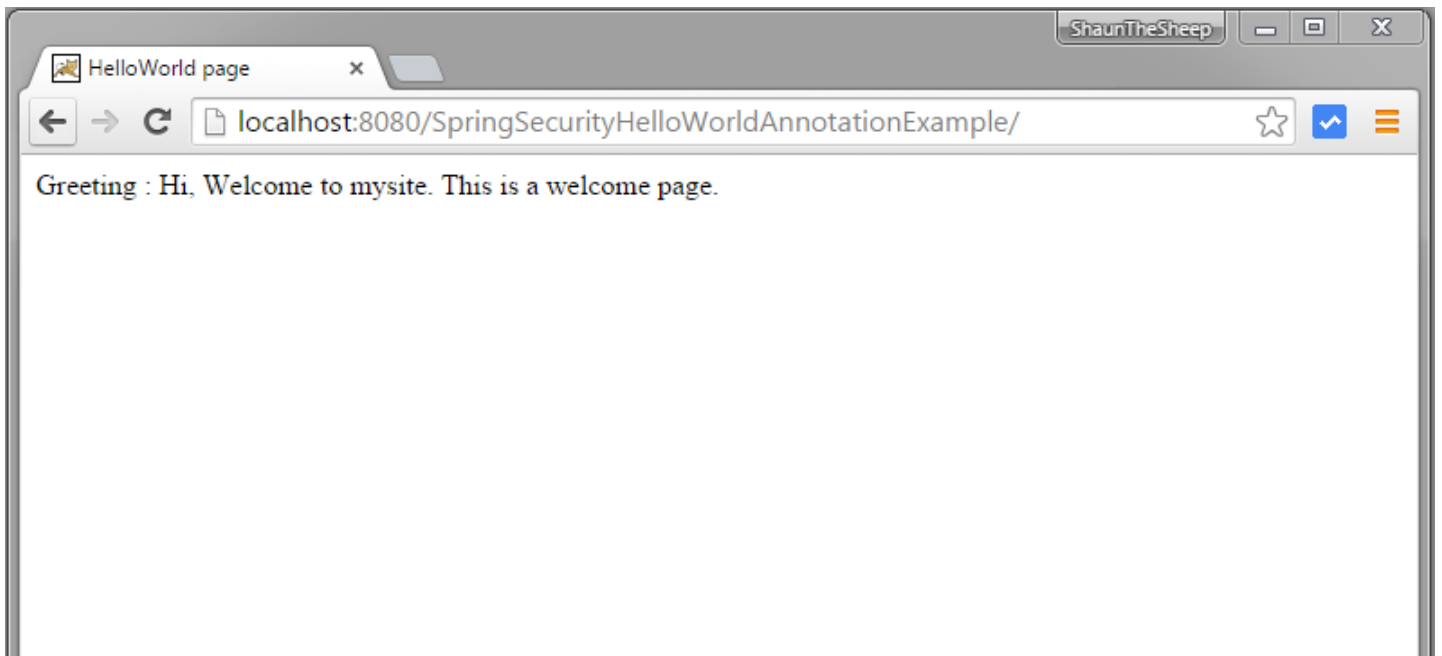 ShaunTheSheep
HelloWorld page
localhost:8080/SpringSecurityHelloWorldAnnotationExample/
Greeting : Hi, Welcome to mysite. This is a welcome page.